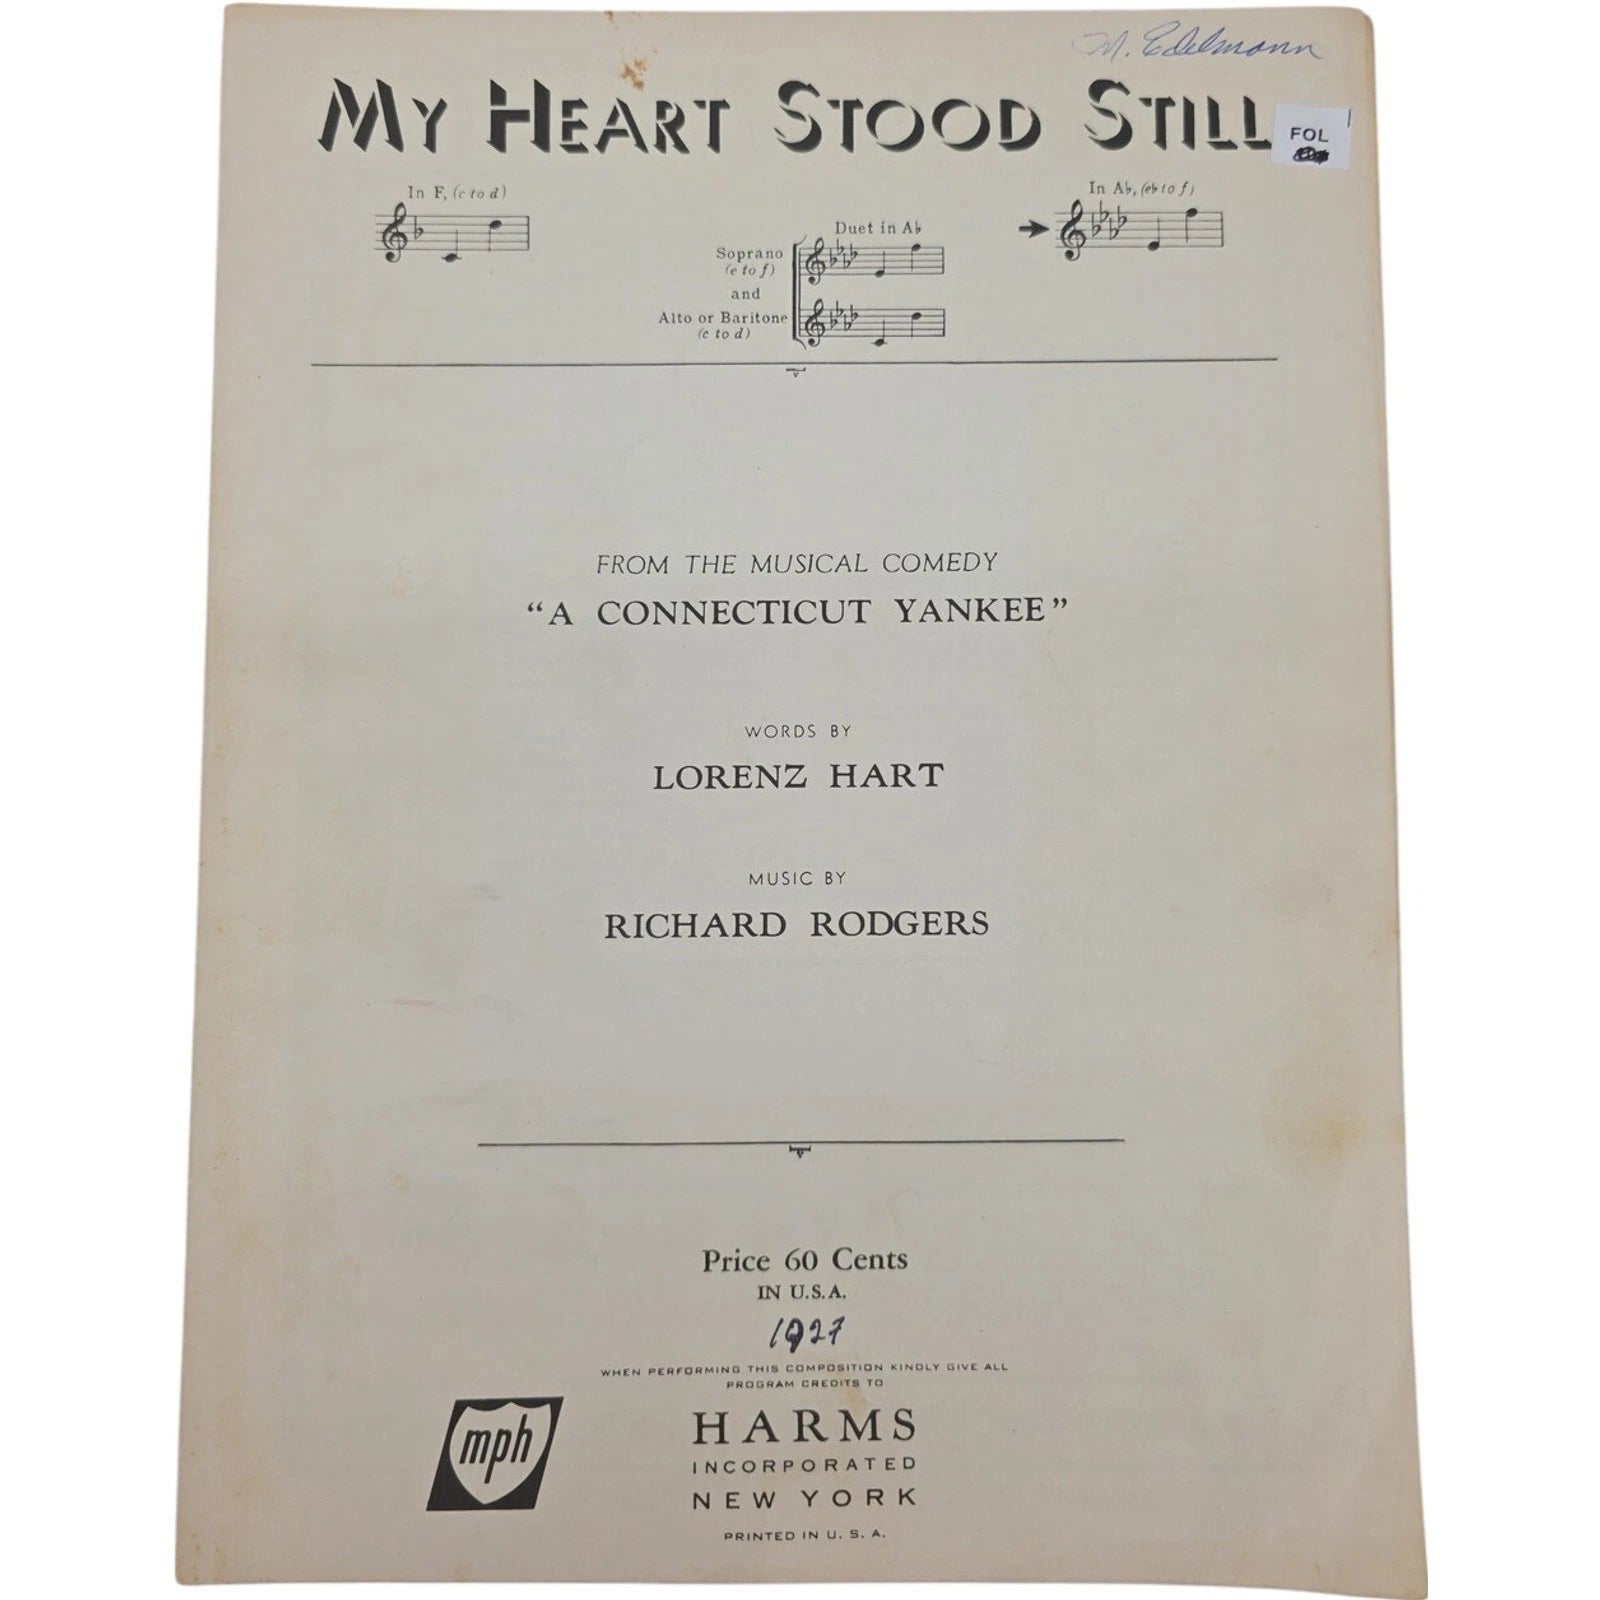 M. Edelmann
MY HEART STOOD STILL
FOL
In F, (c to d)
In A♭, (e♭ to f)
Duet in A♭
Soprano
(e to f)
and
Alto or Baritone
(c to d)
FROM THE MUSICAL COMEDY
“A CONNECTICUT YANKEE”
WORDS BY
LORENZ HART
MUSIC BY
RICHARD RODGERS
Price 60 Cents
IN U.S.A.
1927
WHEN PERFORMING THIS COMPOSITION KINDLY GIVE ALL
PROGRAM CREDITS TO
mph
HARMS
INCORPORATED
NEW YORK
PRINTED IN U. S. A.